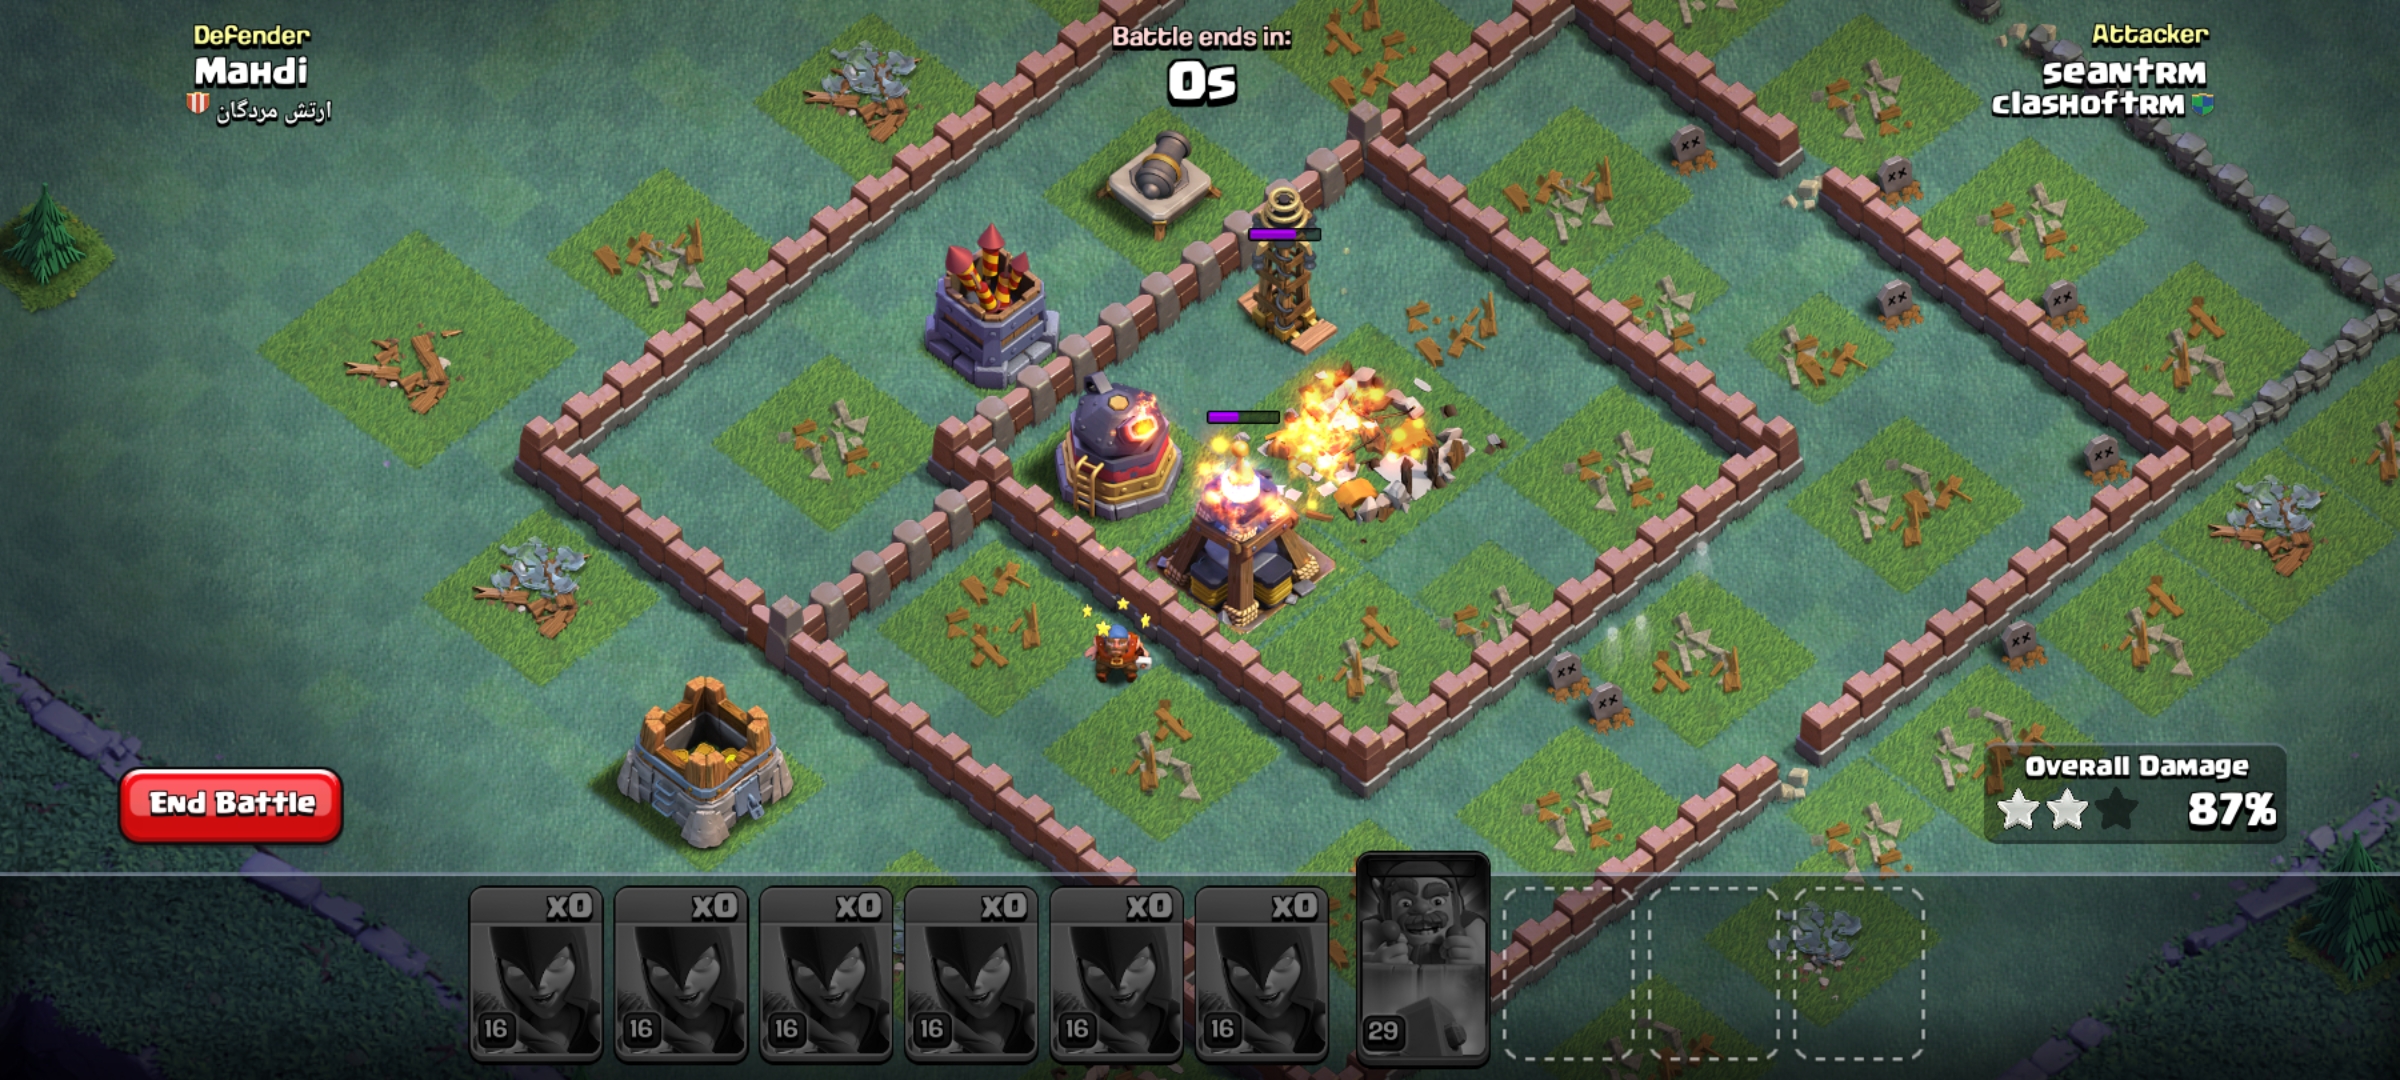 Defender
Mahdi
ارتش مردگان
Battle ends in:
0s
Attacker
seantRM
clashoftRM
End Battle
Overall Damage
87%
x0 x0 x0 x0 x0 x0
16 16 16 16 16 16 29